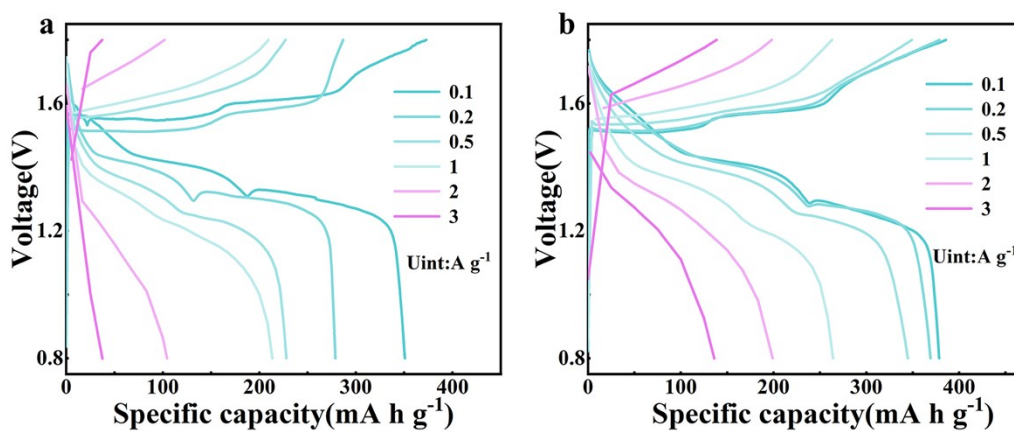 a
Voltage(V)
1.6
1.2
0.8
0.1
0.2
0.5
1
2
3
Uint:A g-1
0 100 200 300 400
Specific capacity(mA h g-1)
b
Voltage(V)
1.6
1.2
0.8
0.1
0.2
0.5
1
2
3
Uint:A g-1
0 100 200 300 400
Specific capacity(mA h g-1)